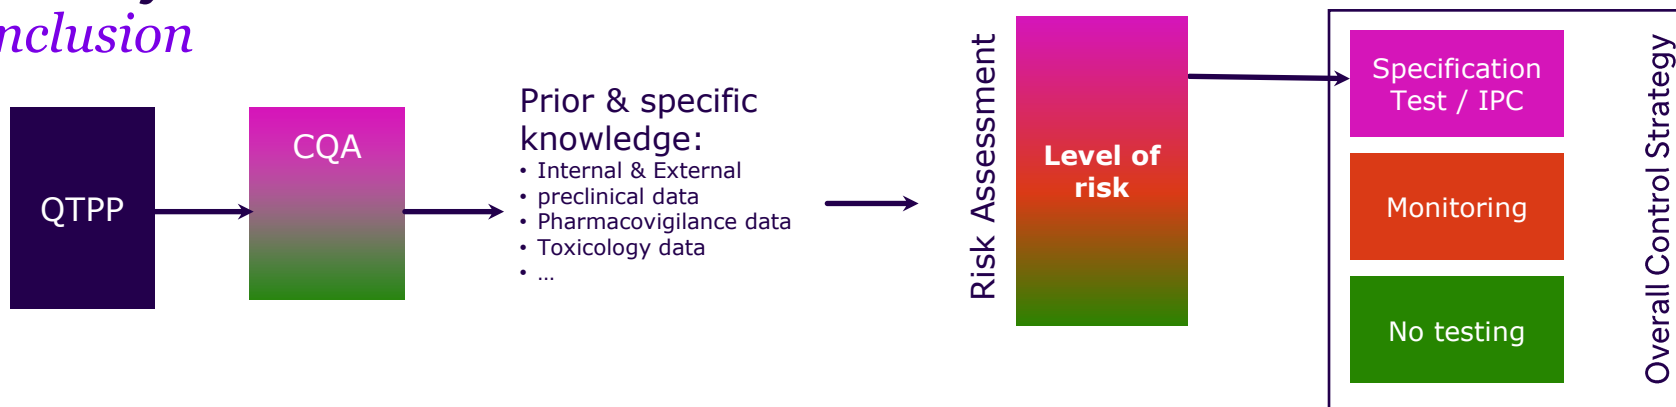 QTPP
CQA
Prior & specific
knowledge:
• Internal & External
• preclinical data
• Pharmacovigilance data
• Toxicology data
• ...
Risk Assessment
Level of
risk
Specification
Test / IPC
Monitoring
No testing
Overall Control Strategy